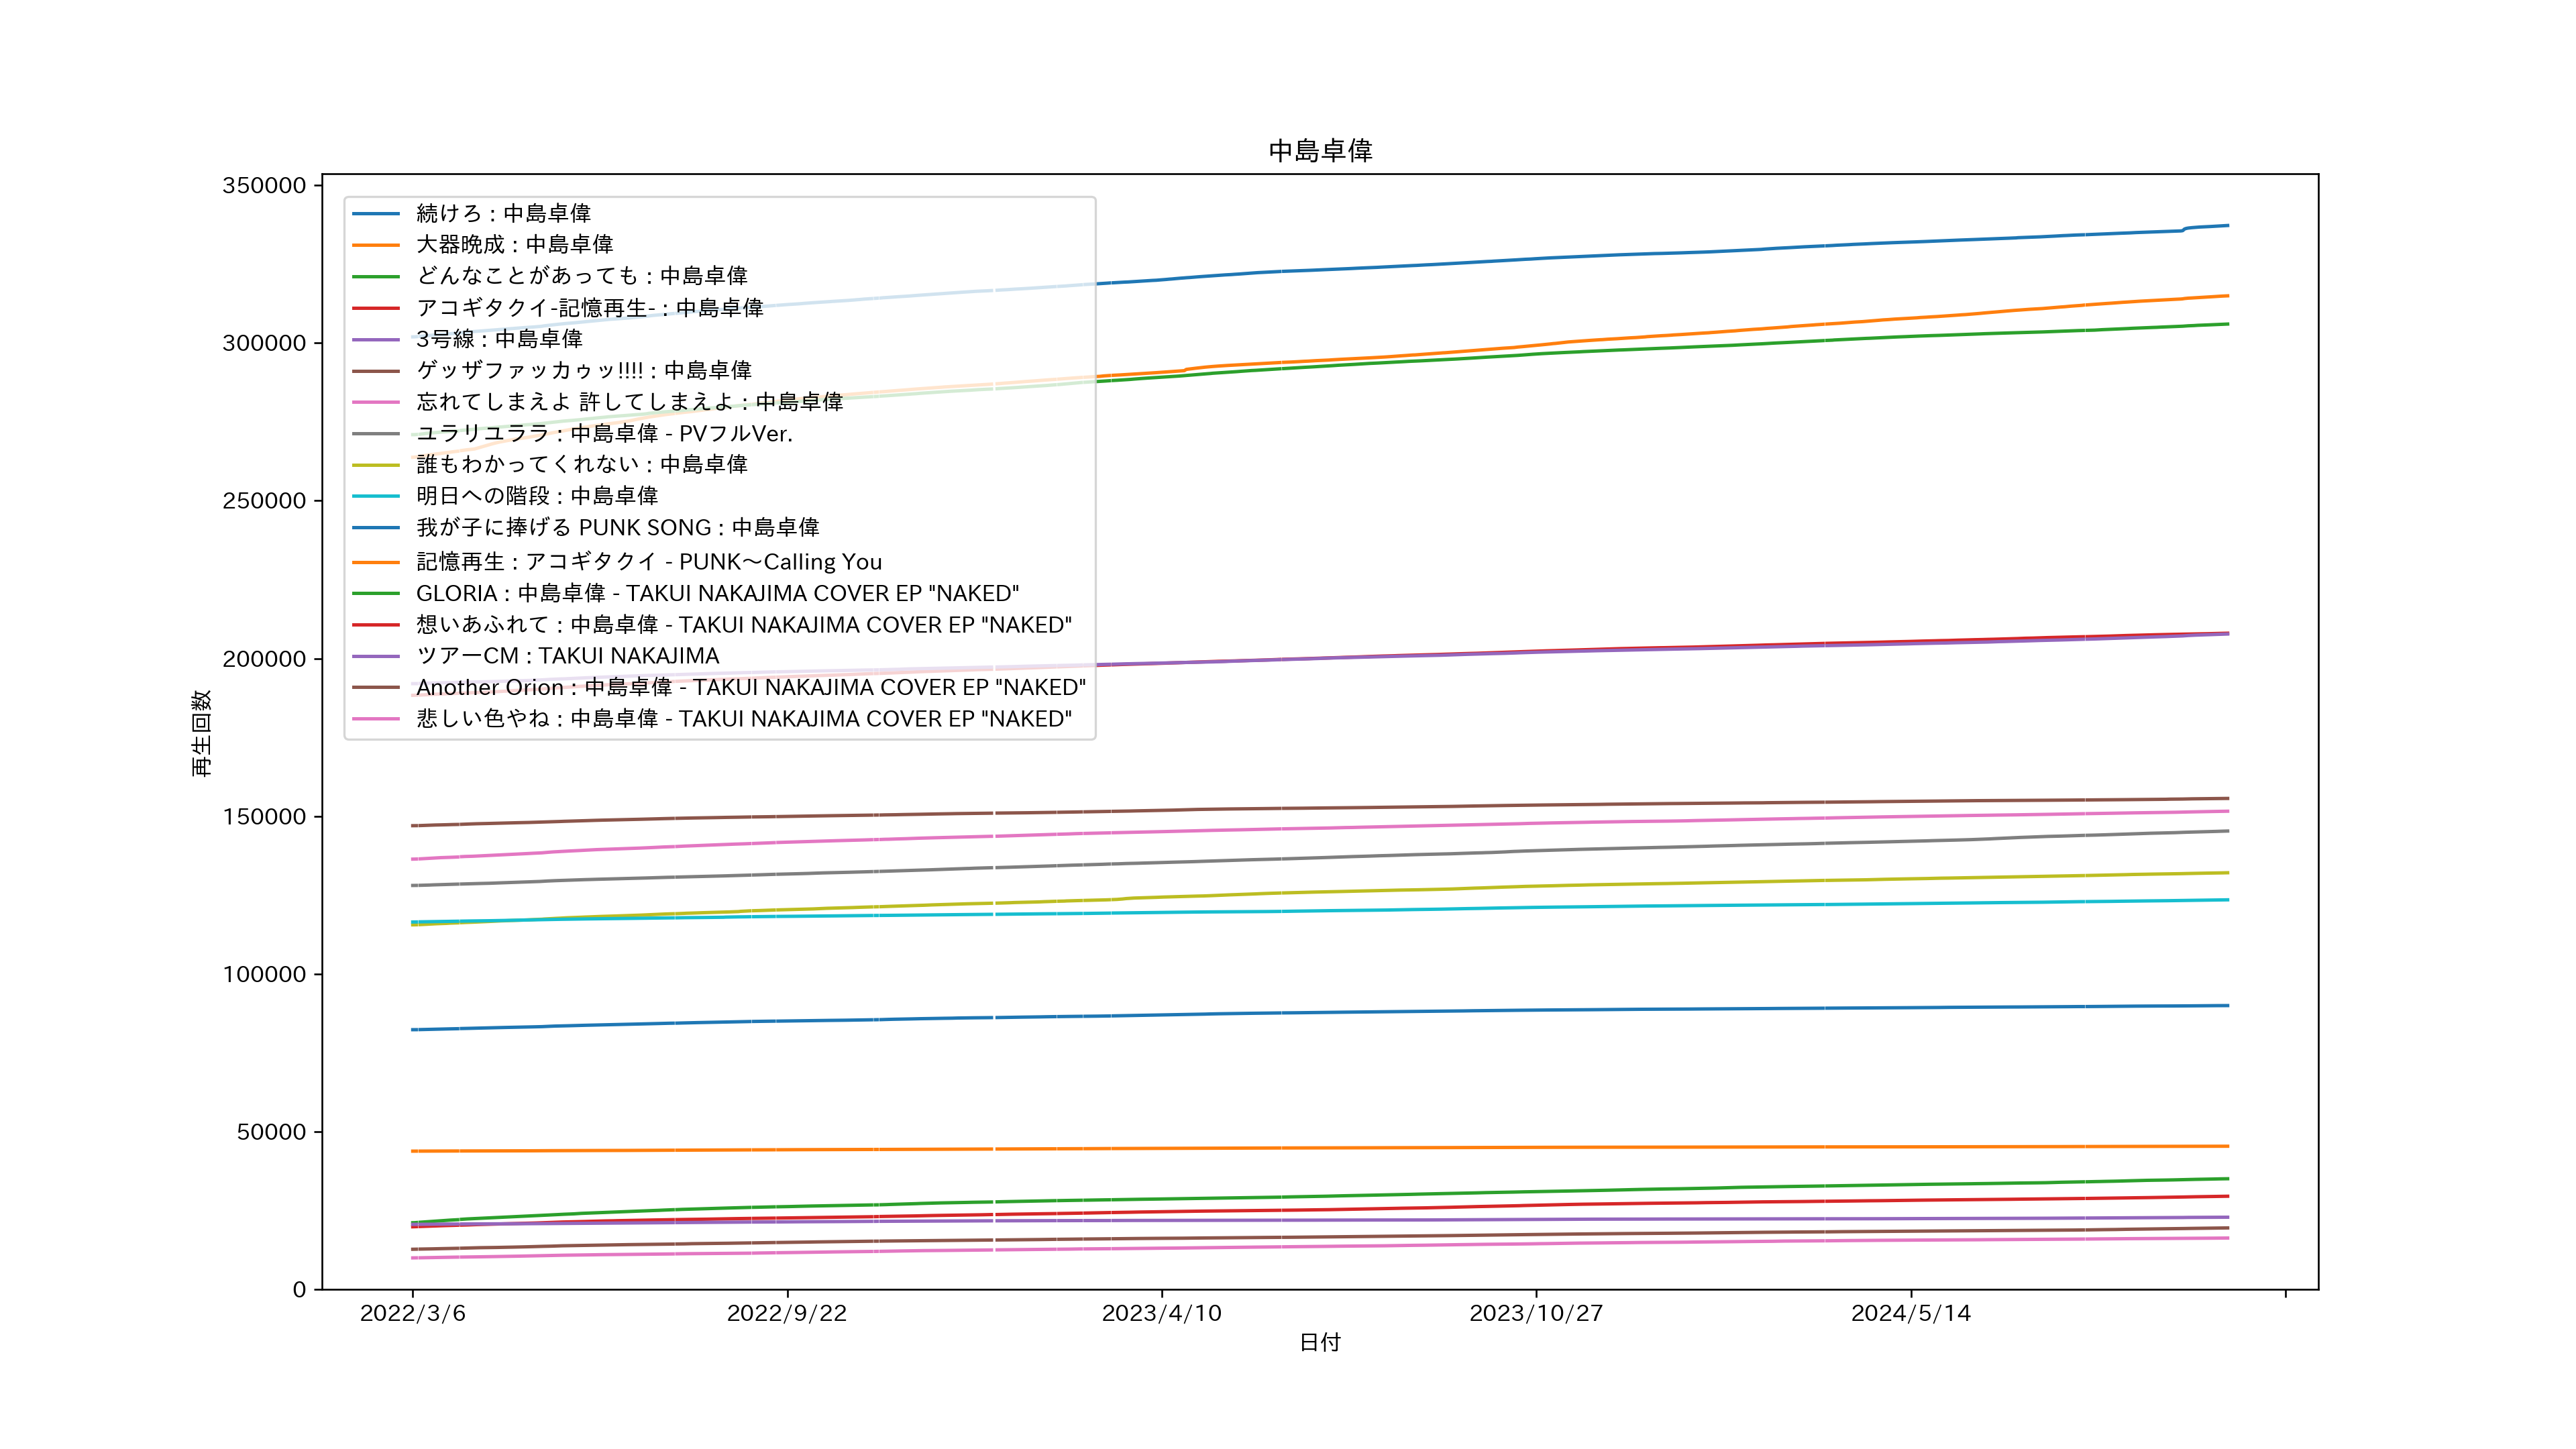 中島卓偉
350000
300000
250000
200000
150000
100000
50000
0
再生回数
続けろ : 中島卓偉
大器晩成 : 中島卓偉
どんなことがあっても : 中島卓偉
アコギタクイ-記憶再生- : 中島卓偉
3号線 : 中島卓偉
ゲッザファッカゥッ!!!! : 中島卓偉
忘れてしまえよ 許してしまえよ : 中島卓偉
ユラリユララ : 中島卓偉 - PVフルVer.
誰もわかってくれない : 中島卓偉
明日への階段 : 中島卓偉
我が子に捧げる PUNK SONG : 中島卓偉
記憶再生 : アコギタクイ - PUNK〜Calling You
GLORIA : 中島卓偉 - TAKUI NAKAJIMA COVER EP "NAKED"
想いあふれて : 中島卓偉 - TAKUI NAKAJIMA COVER EP "NAKED"
ツアーCM : TAKUI NAKAJIMA
Another Orion : 中島卓偉 - TAKUI NAKAJIMA COVER EP "NAKED"
悲しい色やね : 中島卓偉 - TAKUI NAKAJIMA COVER EP "NAKED"
2022/3/6 2022/9/22 2023/4/10 2023/10/27 2024/5/14
日付